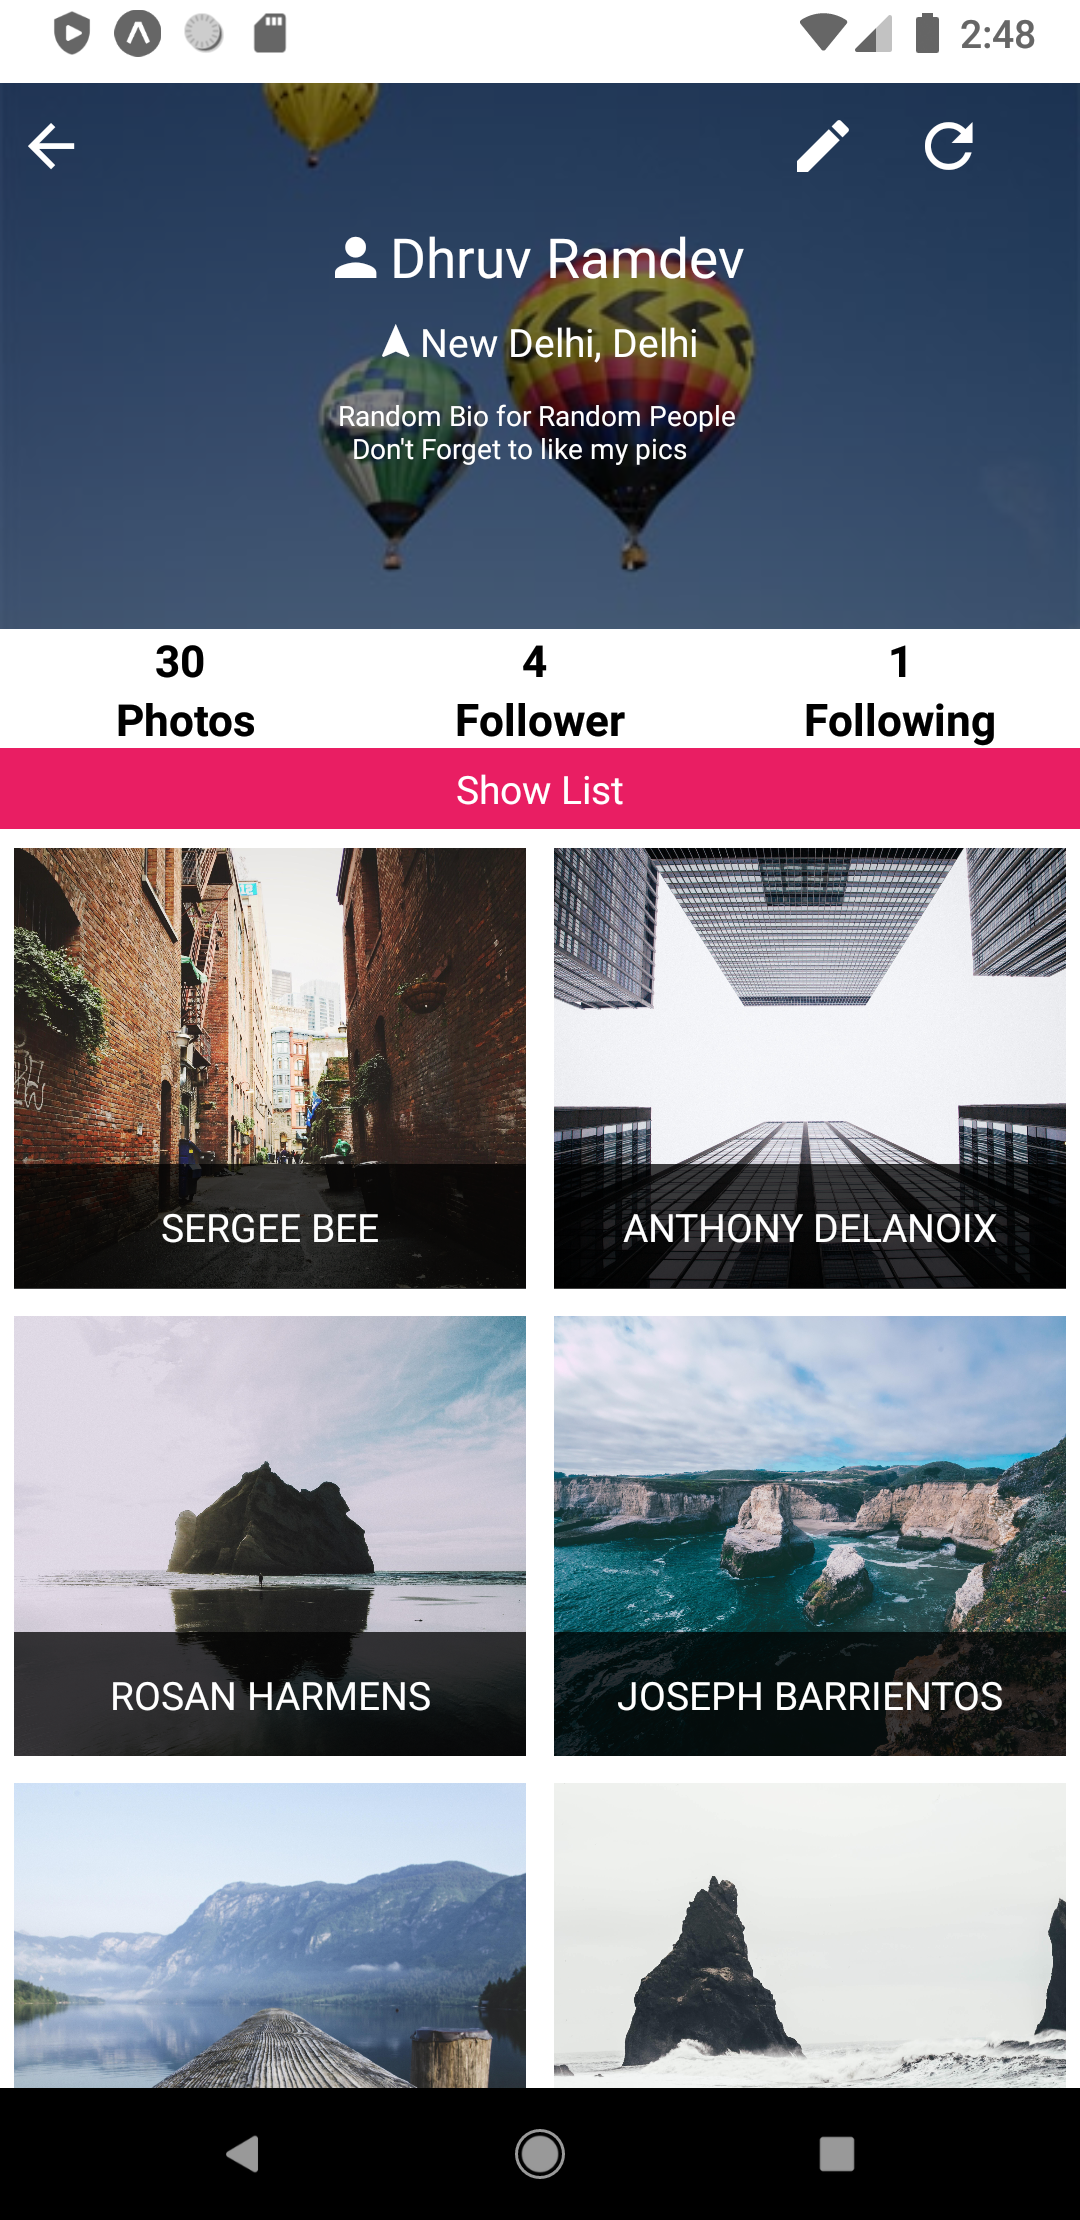 2:48
Dhruv Ramdev
New Delhi, Delhi
Random Bio for Random People
Don't Forget to like my pics
30 4 1
Photos Follower Following
Show List
SERGEE BEE ANTHONY DELANOIX
ROSAN HARMENS JOSEPH BARRIENTOS